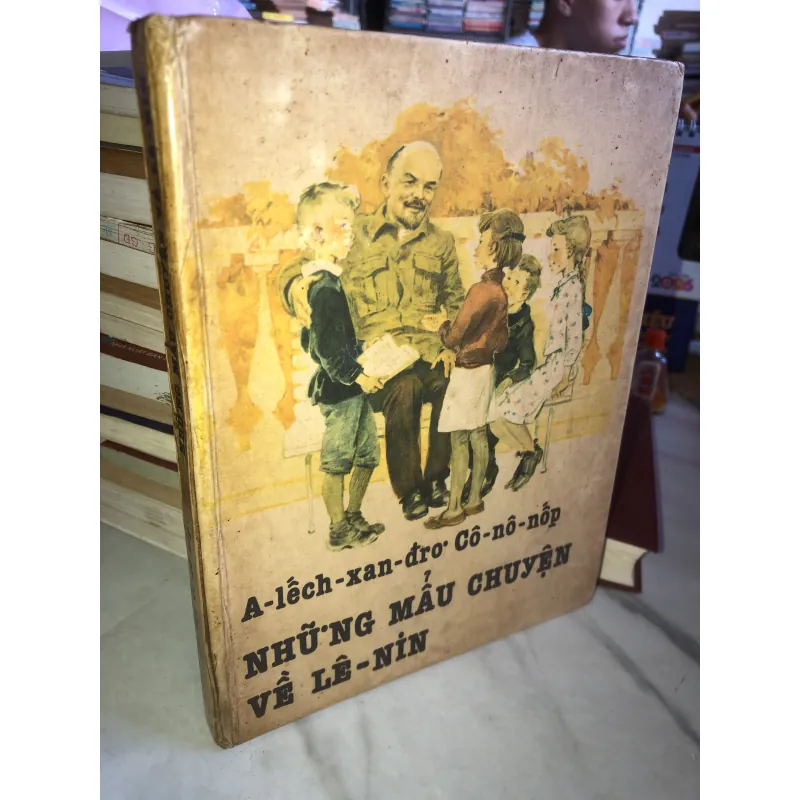 A-lếch-xan-đrơ Cô-nô-nốp
NHỮNG MẨU CHUYỆN
VỀ LÊ-NIN